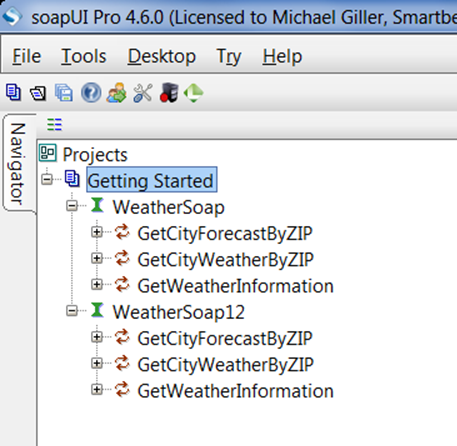 soapUI Pro 4.6.0 (Licensed to Michael Giller, Smartbe
File Tools Desktop Try Help
Navigator
Projects
Getting Started
WeatherSoap
GetCityForecastByZIP
GetCityWeatherByZIP
GetWeatherInformation
WeatherSoap12
GetCityForecastByZIP
GetCityWeatherByZIP
GetWeatherInformation